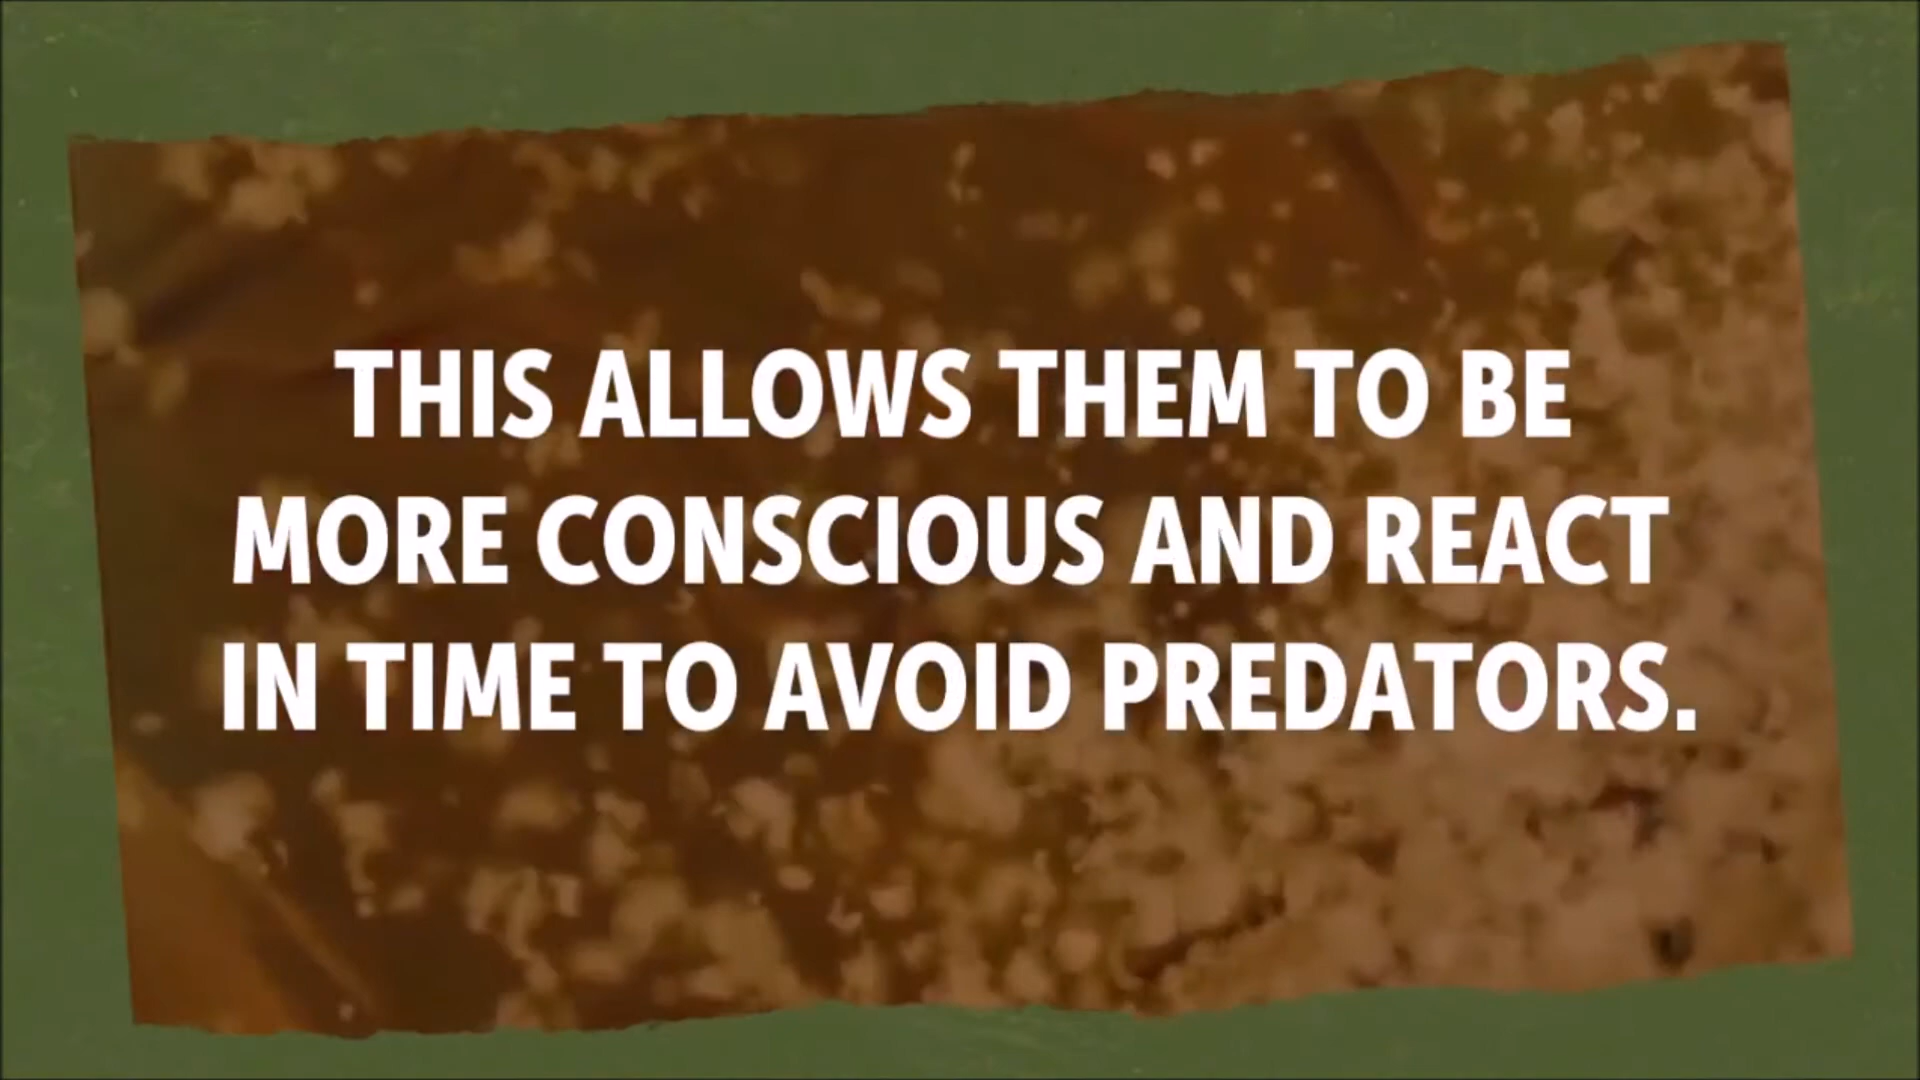 THIS ALLOWS THEM TO BE
MORE CONSCIOUS AND REACT
IN TIME TO AVOID PREDATORS.